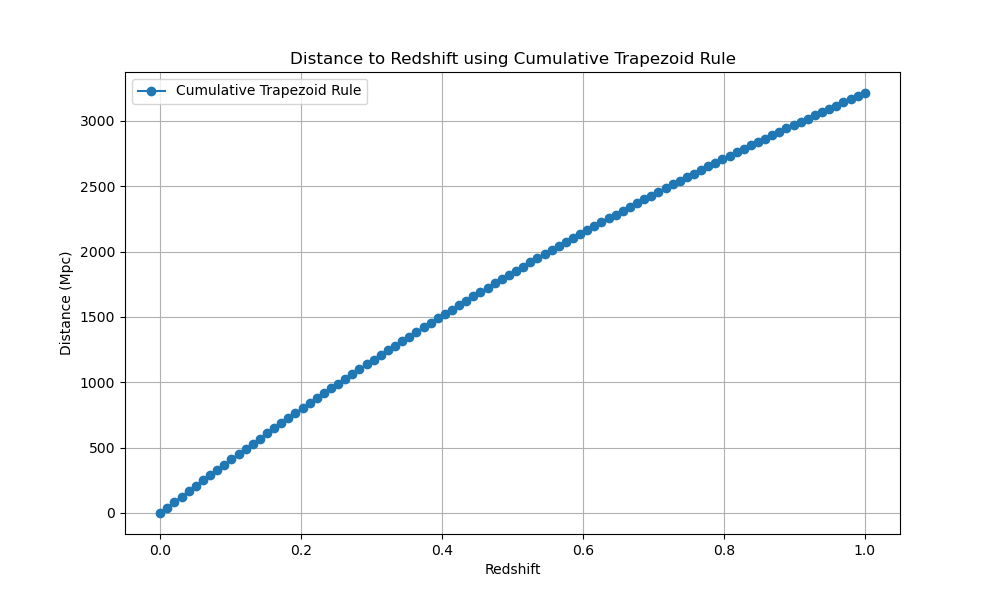 Distance to Redshift using Cumulative Trapezoid Rule
Cumulative Trapezoid Rule
Distance (Mpc)
3000
2500
2000
1500
1000
500
0
0.0 0.2 0.4 0.6 0.8 1.0
Redshift